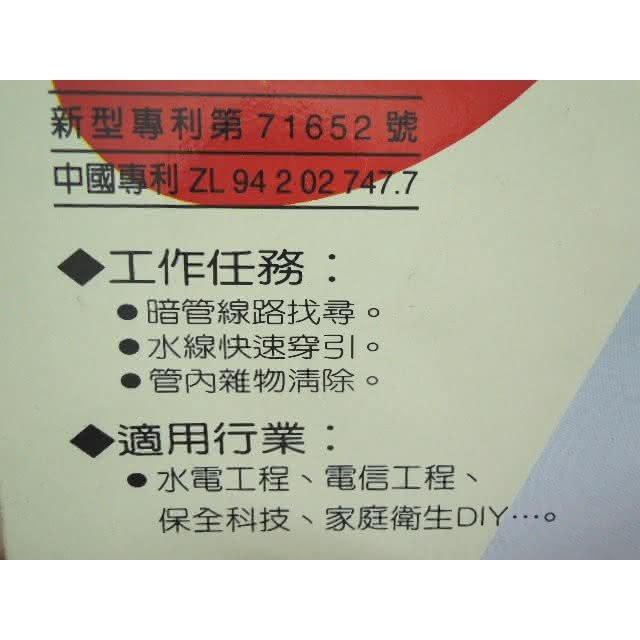 新型專利第 71652 號
中國專利 ZL 94 2 02 747.7
◆工作任務：
●暗管線路找尋。
●水線快速穿引。
●管內雜物清除。
◆適用行業：
●水電工程、電信工程、
保全科技、家庭衛生DIY…。